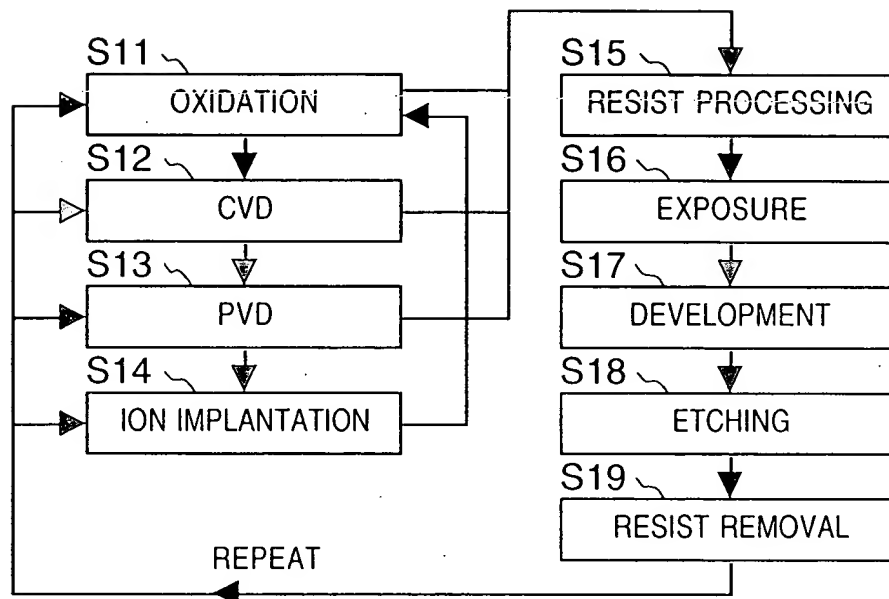 S11
OXIDATION
S12
CVD
S13
PVD
S14
ION IMPLANTATION
S15
RESIST PROCESSING
S16
EXPOSURE
S17
DEVELOPMENT
S18
ETCHING
S19
RESIST REMOVAL
REPEAT